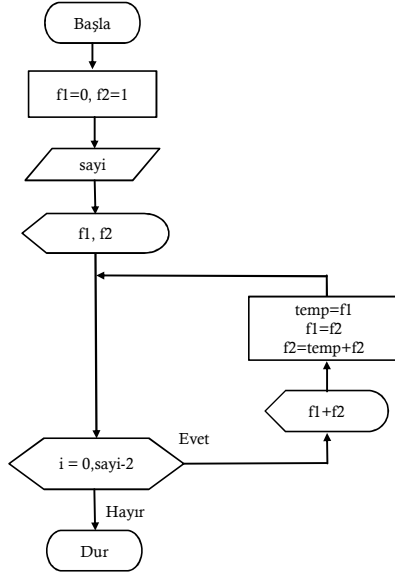 Başla
f1=0, f2=1
sayi
f1, f2
temp=f1
f1=f2
f2=temp+f2
f1+f2
Evet
i = 0,sayi-2
Hayır
Dur